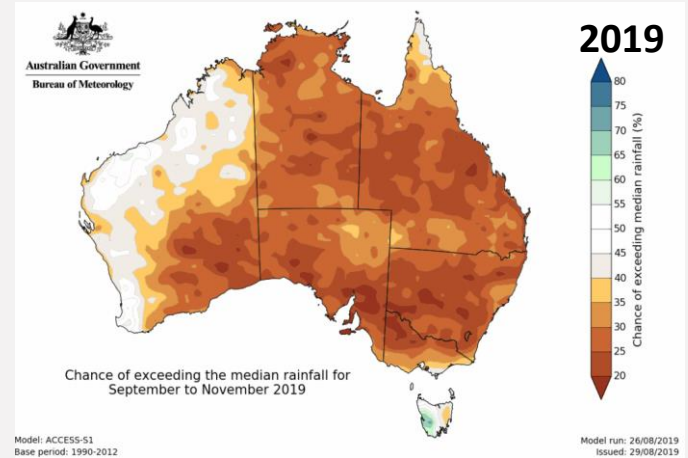 Australian Government
Bureau of Meteorology
2019
80
75
70
65
60
55
50
45
40
35
30
25
20
Chance of exceeding median rainfall (%)
Chance of exceeding the median rainfall for
September to November 2019
Model: ACCESS-S1
Base period: 1990-2012
Model run: 26/08/2019
Issued: 29/08/2019